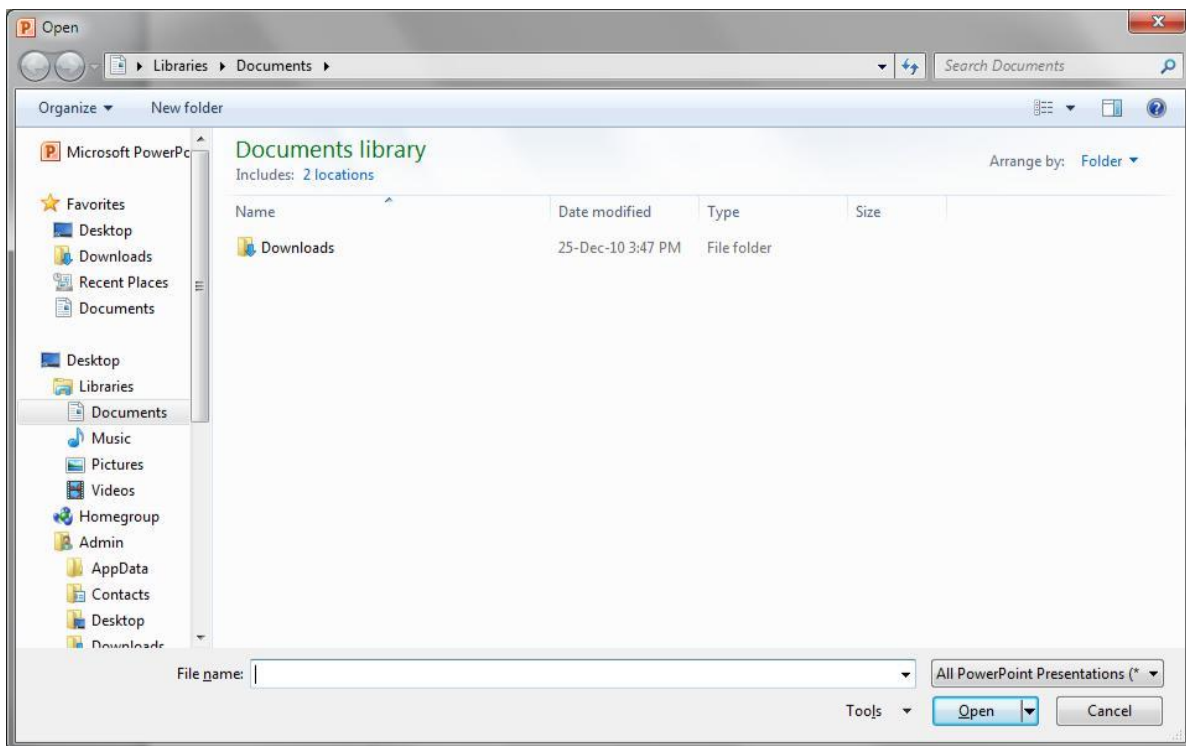 Open
Libraries Documents
Search Documents
Organize New folder
Microsoft PowerPc
Favorites
Desktop
Downloads
Recent Places
Documents
Desktop
Libraries
Documents
Music
Pictures
Videos
Homegroup
Admin
AppData
Contacts
Desktop
Downloads
Documents library
Includes: 2 locations
Arrange by: Folder
Name Date modified Type Size
Downloads 25-Dec-10 3:47 PM File folder
File name: All PowerPoint Presentations (*
Tools Open Cancel